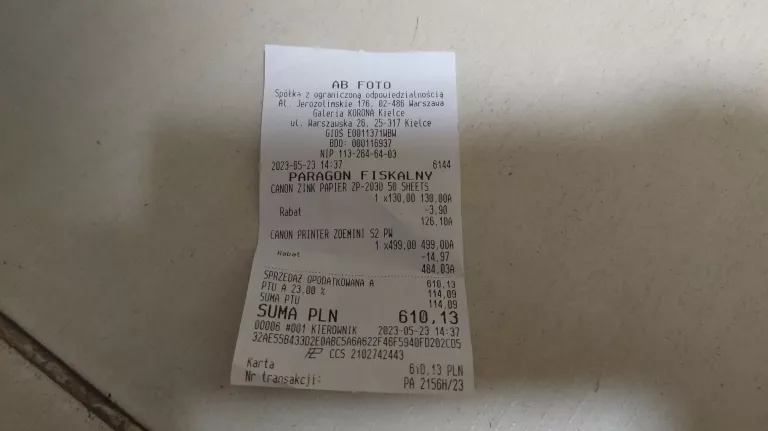 AB FOTO
Spółka z ograniczoną odpowiedzialnością
Al. Jerozolimskie 176, 02-486 Warszawa
Galeria KORONA Kielce
ul. Warszawska 26, 25-317 Kielce
GIOŚ E0011371WBW
BDO: 000116937
NIP 113-264-64-03
2023-05-23 14:37 6144
PARAGON FISKALNY
CANON ZINK PAPIER ZP-2030 50 SHEETS
1 x130,00 130,00A
Rabat -3,90
126,10A
CANON PRINTER ZOEMINI S2 PW
1 x499,00 499,00A
Rabat -14,97
484,03A
SPRZEDAŻ OPODATKOWANA A 610,13
PTU A 23,00 % 114,09
SUMA PTU 114,09
SUMA PLN 610,13
00006 #001 KIEROWNIK 2023-05-23 14:37
32AE55B433D2E0ABC5A6A622F46F5940FD202CD5
CCS 2102742443
Karta 610,13 PLN
Nr transakcji: PA 2156H/23